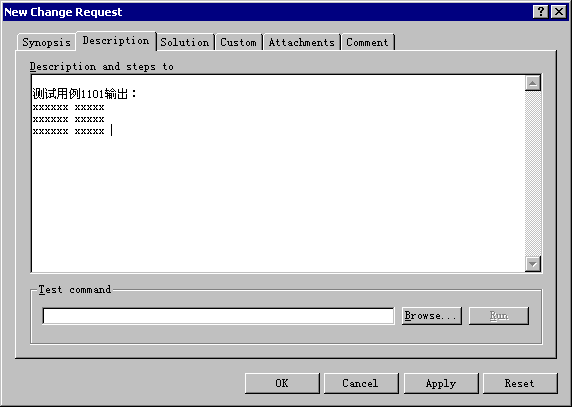 New Change Request
Synopsis Description Solution Custom Attachments Comment
Description and steps to
测试用例1101输出：
xxxxxx xxxxx
xxxxxx xxxxx
xxxxxx xxxxx
Test command
Browse... Run
OK Cancel Apply Reset